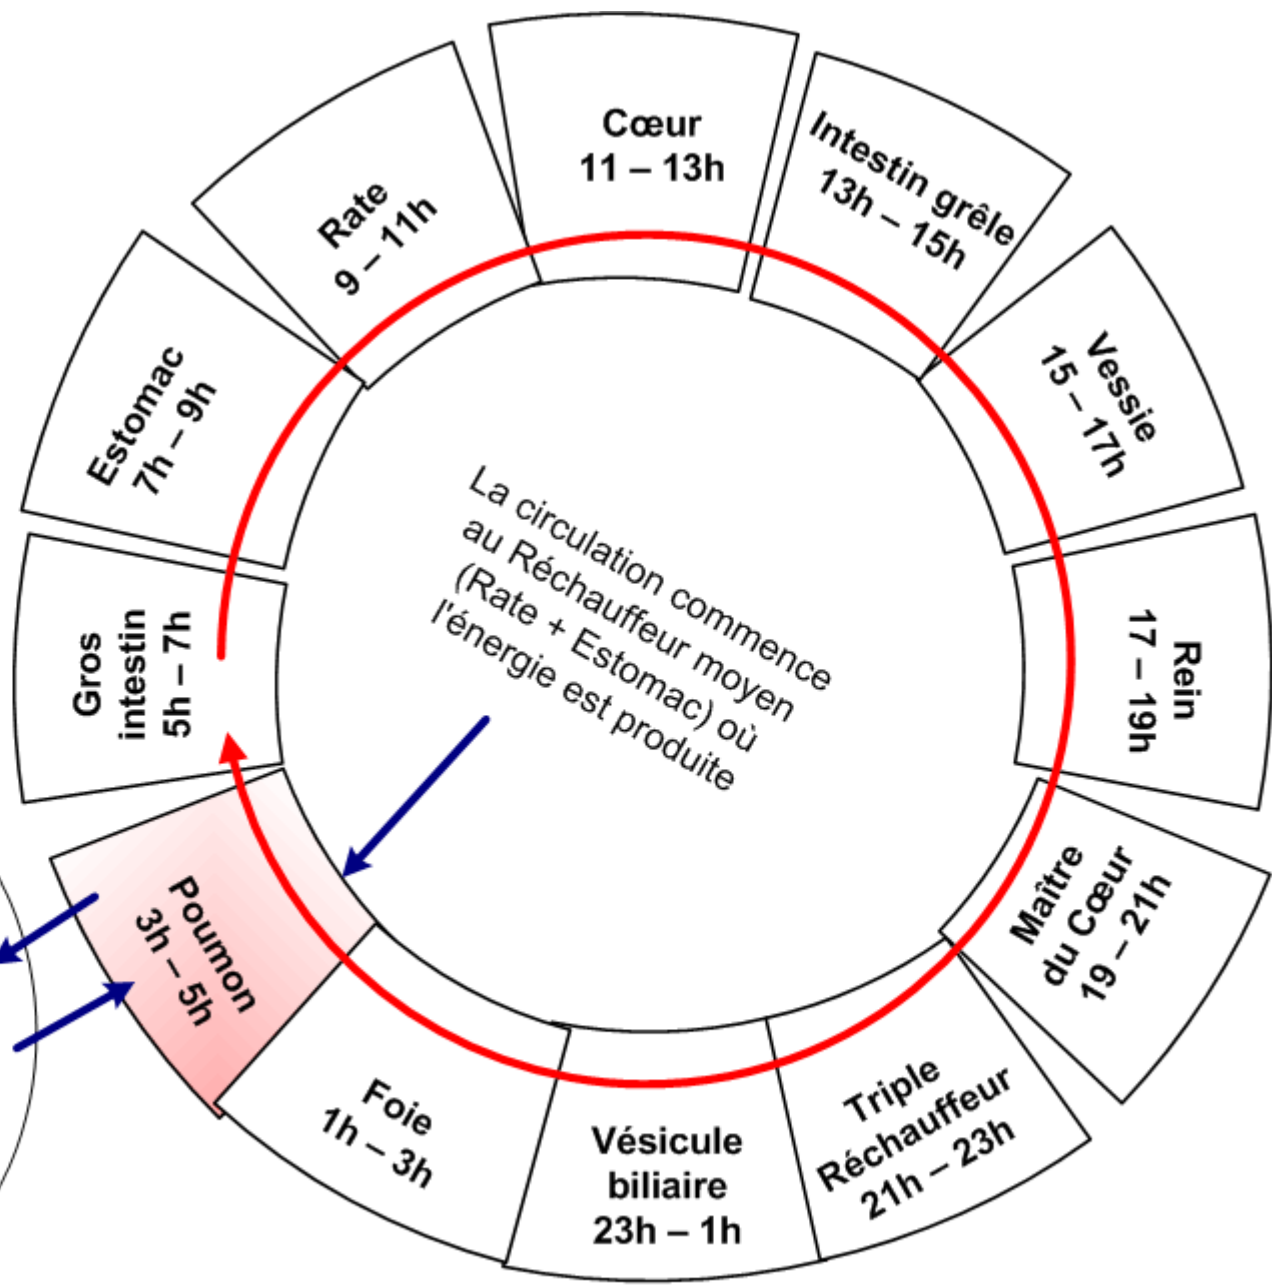 Cœur
11 – 13h
Intestin grêle
13h – 15h
Vessie
15 – 17h
Rein
17 – 19h
Maître
du Cœur
19 – 21h
Triple
Réchauffeur
21h – 23h
Vésicule
biliaire
23h – 1h
Foie
1h – 3h
Poumon
3h – 5h
Gros
intestin
5h – 7h
Estomac
7h – 9h
Rate
9 – 11h
La circulation commence
au Réchauffeur moyen
(Rate + Estomac) où
l'énergie est produite